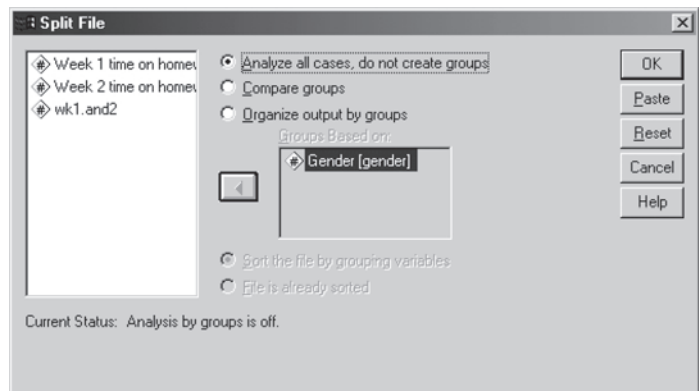 Split File
Week 1 time on homew
Week 2 time on homew
wk1.and2
Analyze all cases, do not create groups
Compare groups
Organize output by groups
Groups Based on:
Gender [gender]
Sort the file by grouping variables
File is already sorted
OK
Paste
Reset
Cancel
Help
Current Status: Analysis by groups is off.